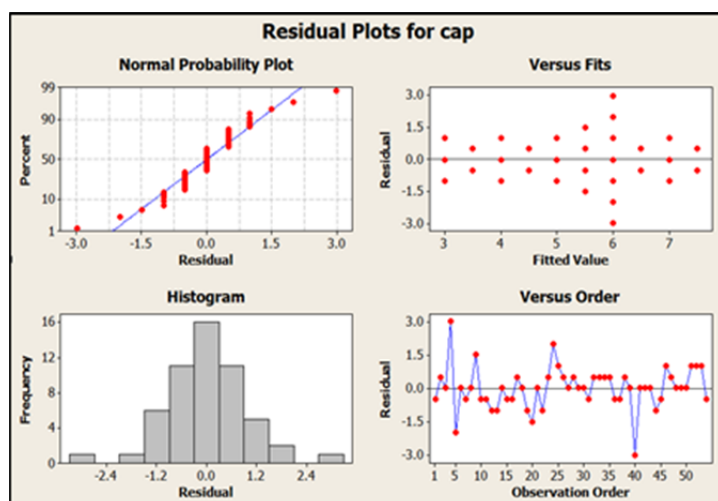 Residual Plots for cap
Normal Probability Plot
99
90
50
10
1
Percent
-3.0 -1.5 0.0 1.5 3.0
Residual
Versus Fits
3.0
1.5
0.0
-1.5
-3.0
Residual
3 4 5 6 7
Fitted Value
Histogram
16
12
8
4
0
Frequency
-2.4 -1.2 0.0 1.2 2.4
Residual
Versus Order
3.0
1.5
0.0
-1.5
-3.0
Residual
1 5 10 15 20 25 30 35 40 45 50
Observation Order